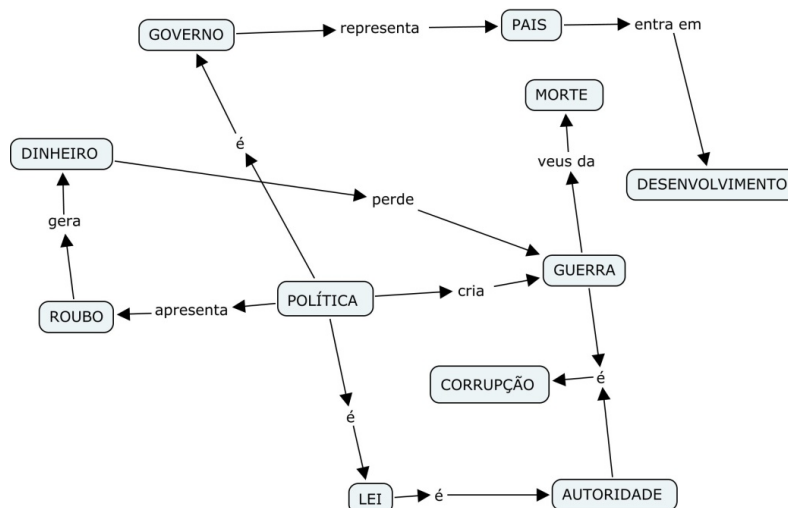 GOVERNO
representa
PAIS
entra em
MORTE
é
DINHEIRO
veus da
DESENVOLVIMENTO
perde
gera
GUERRA
POLÍTICA
cria
ROUBO
apresenta
CORRUPÇÃO
é
é
LEI
é
AUTORIDADE